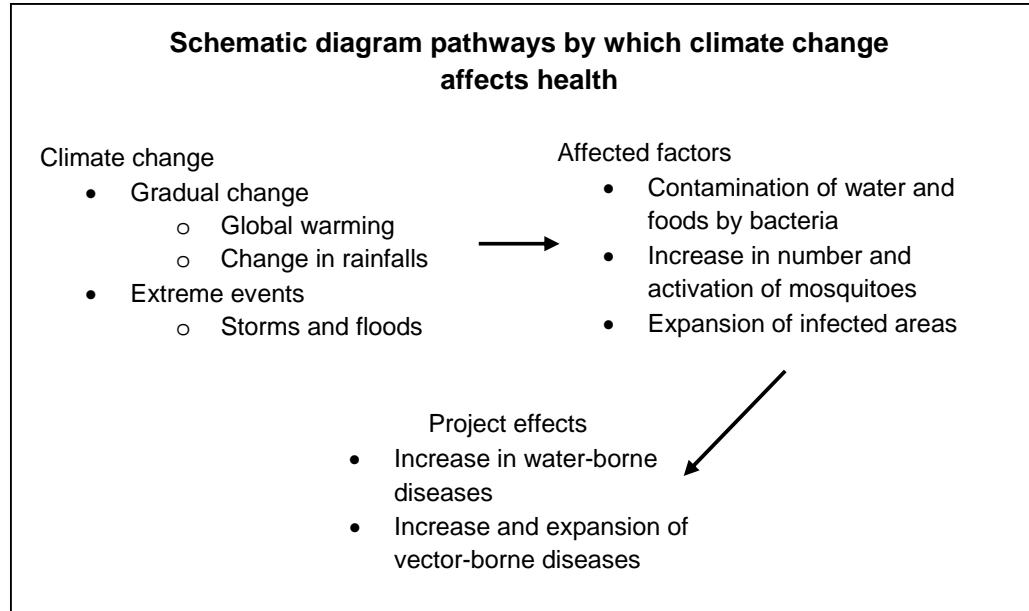 Schematic diagram pathways by which climate change
affects health
Climate change
• Gradual change
o Global warming
o Change in rainfalls
• Extreme events
o Storms and floods
Affected factors
• Contamination of water and
foods by bacteria
• Increase in number and
activation of mosquitoes
• Expansion of infected areas
Project effects
• Increase in water-borne
diseases
• Increase and expansion of
vector-borne diseases